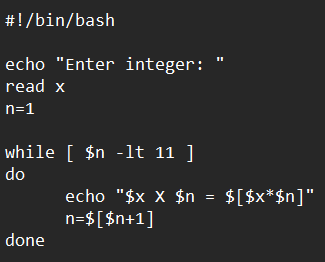 #!/bin/bash
echo "Enter integer: "
read x
n=1
while [ $n -lt 11 ]
do
echo "$x X $n = $[$x*$n]"
n=$[$n+1]
done